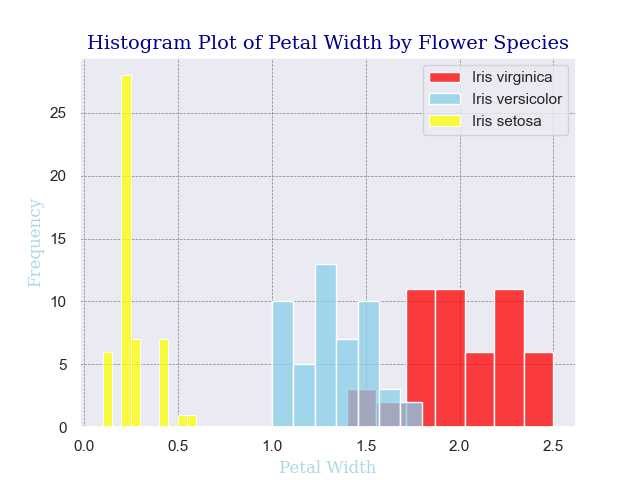 Histogram Plot of Petal Width by Flower Species
Iris virginica
Iris versicolor
Iris setosa
Frequency
25
20
15
10
5
0
0.0 0.5 1.0 1.5 2.0 2.5
Petal Width